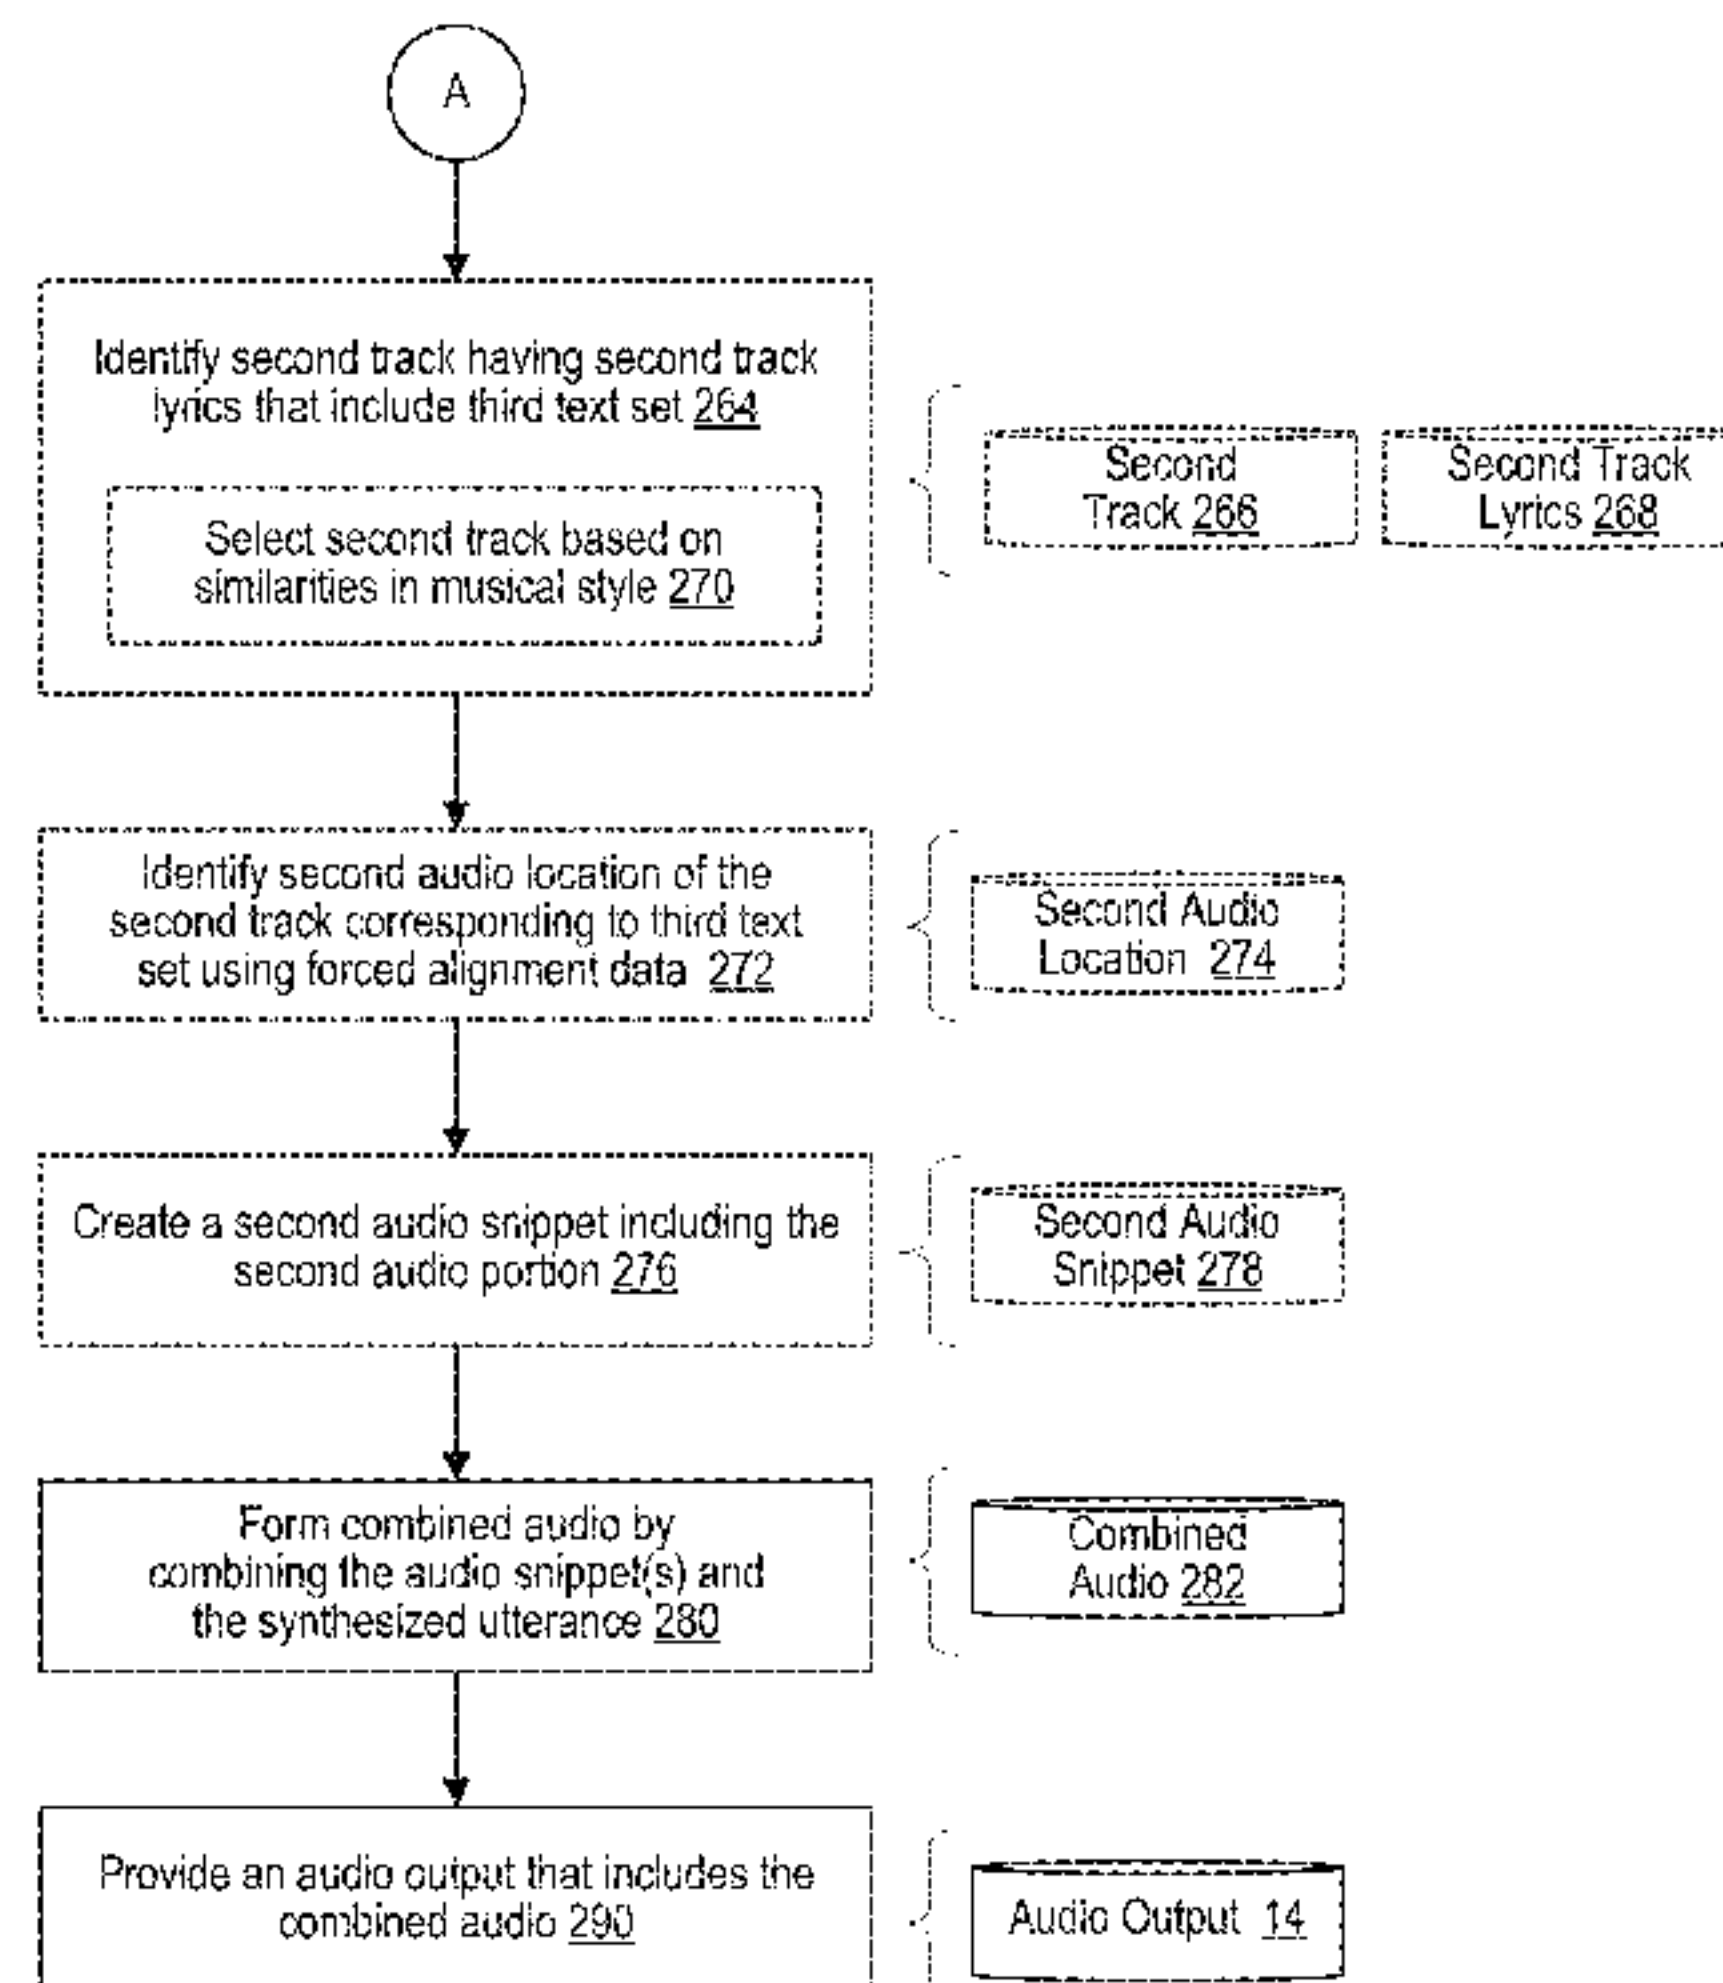 A
Identify second track having second track
lyrics that include third text set 264
Select second track based on
similarities in musical style 270
Second
Track 266
Second Track
Lyrics 268
Identify second audio location of the
second track corresponding to third text
set using forced alignment data 272
Second Audio
Location 274
Create a second audio snippet including the
second audio portion 276
Second Audio
Snippet 278
Form combined audio by
combining the audio snippet(s) and
the synthesized utterance 280
Combined
Audio 282
Provide an audio output that includes the
combined audio 290
Audio Output 14